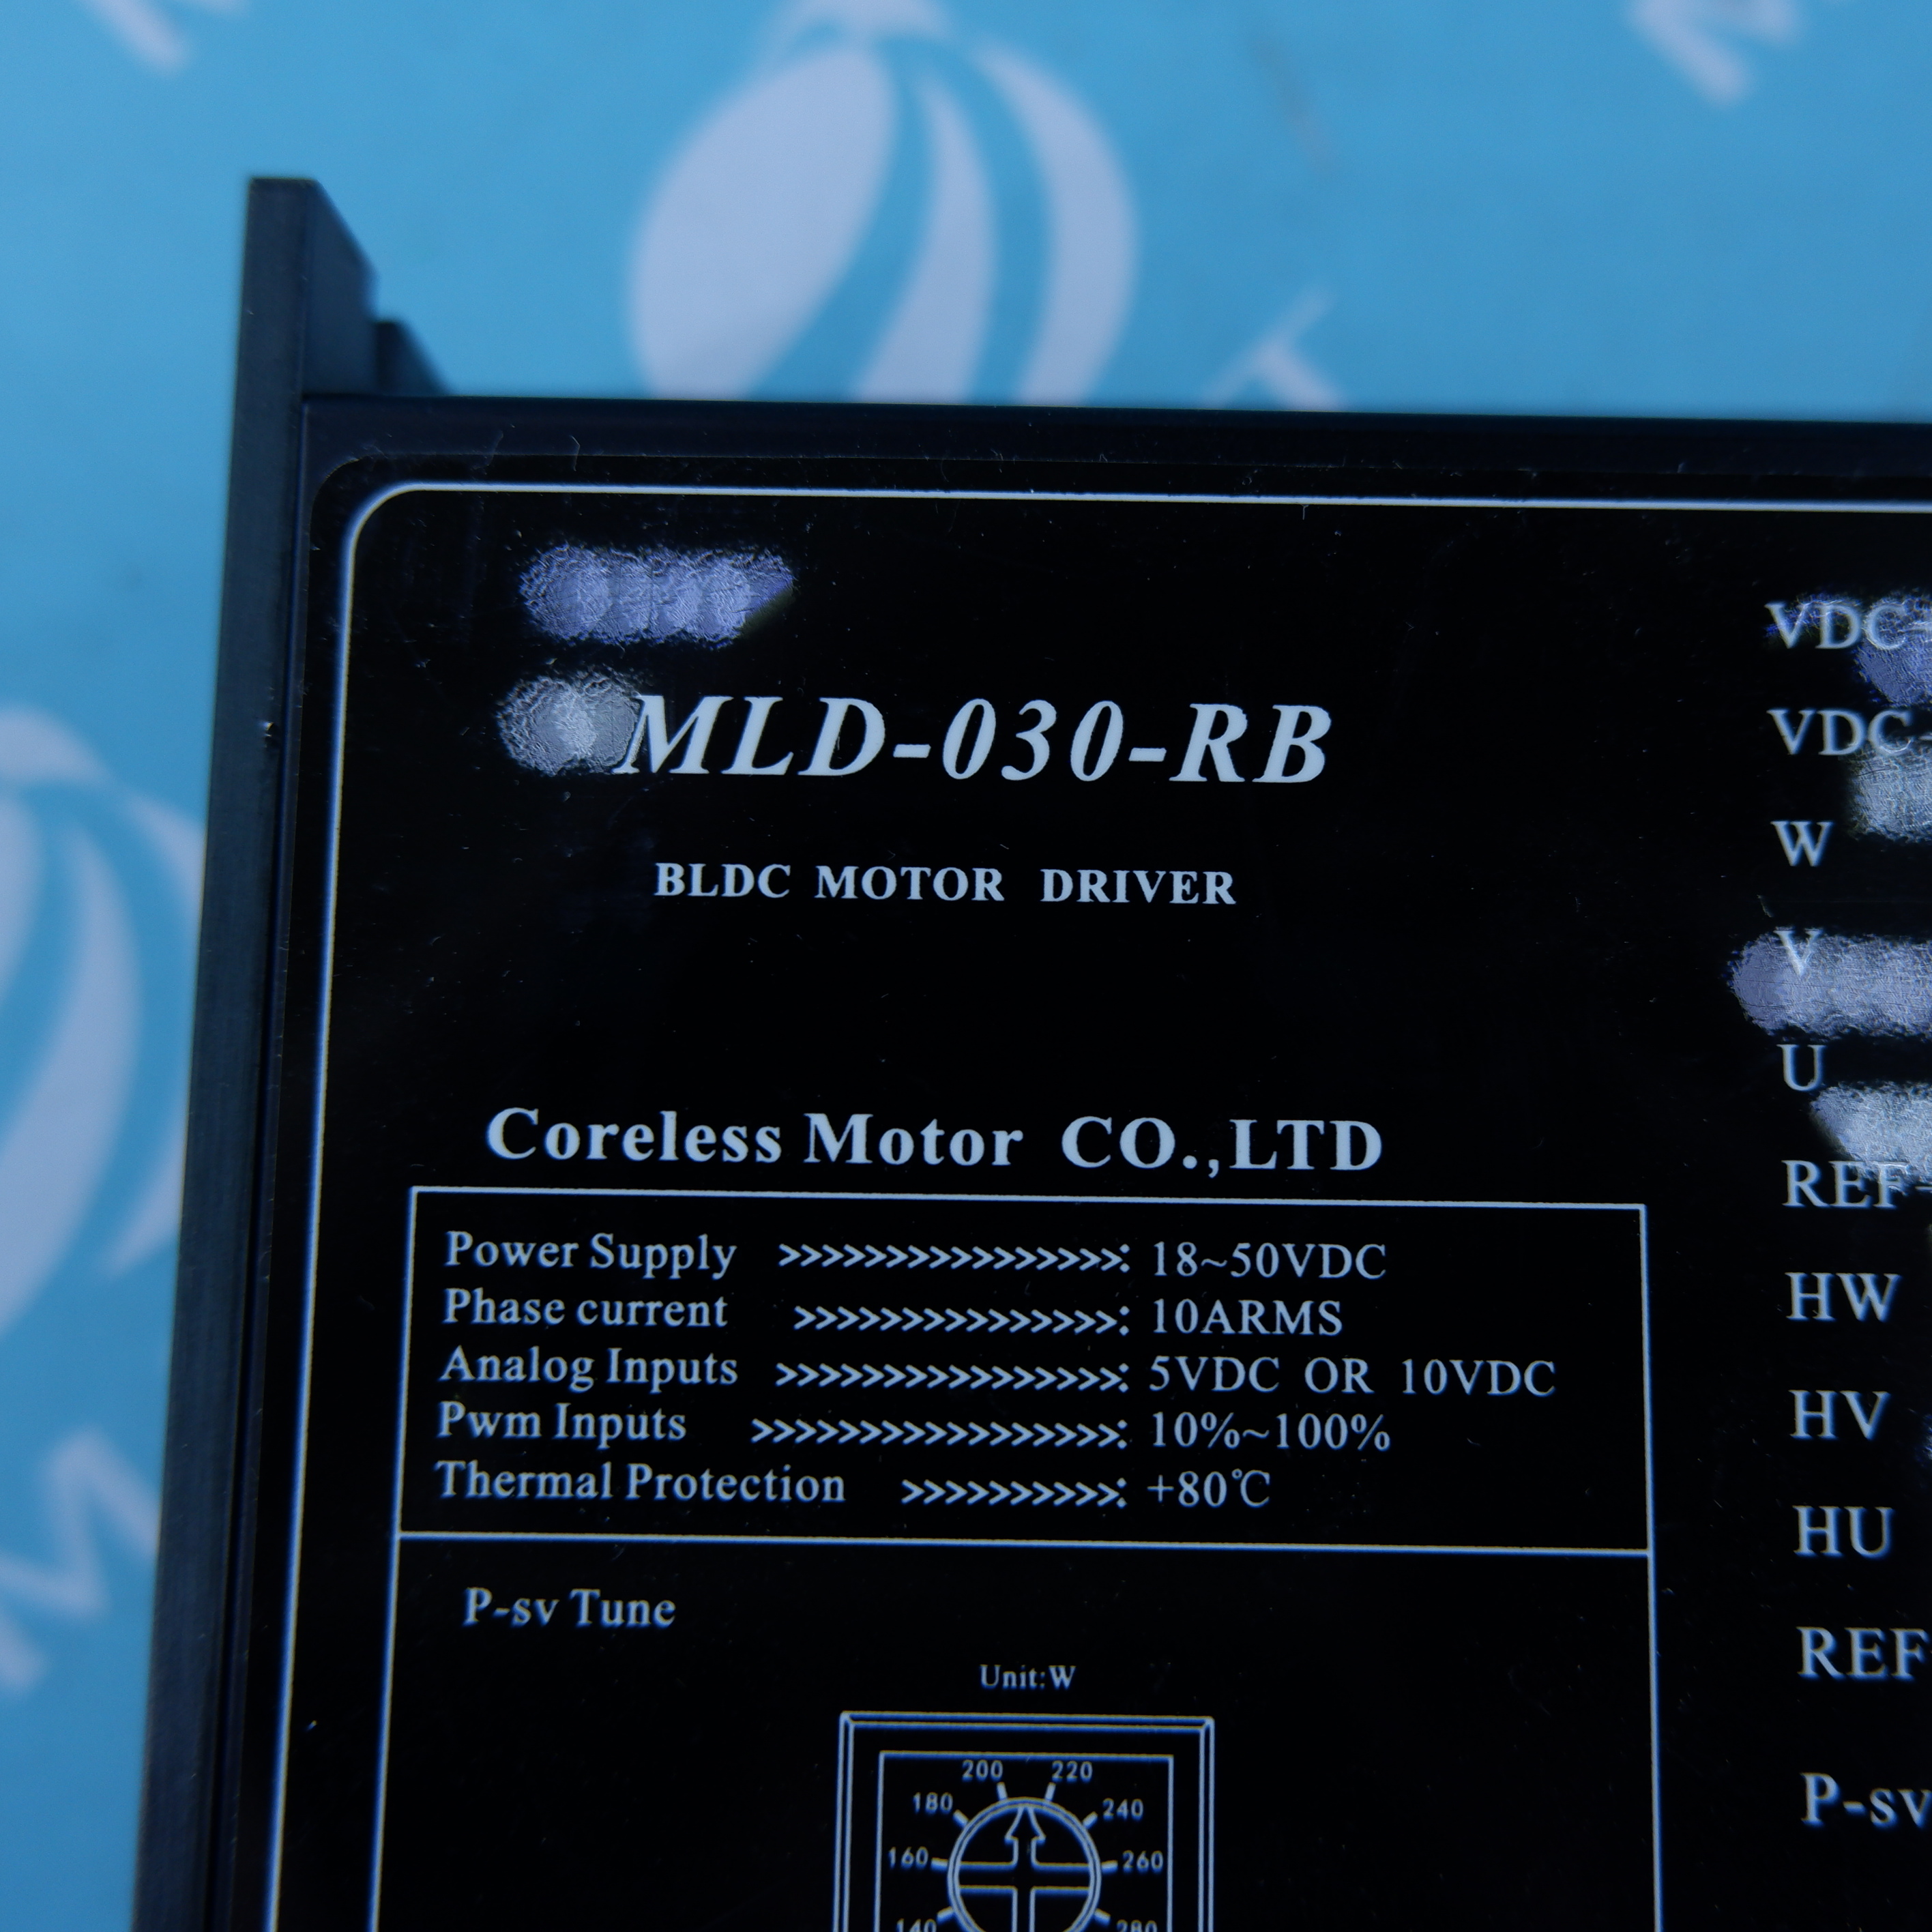 MLD-030-RB
BLDC MOTOR DRIVER
Coreless Motor CO.,LTD
Power Supply >>>>>>>>>>>>>>>>: 18~50VDC
Phase current >>>>>>>>>>>>>>>: 10ARMS
Analog Inputs >>>>>>>>>>>>>>>>: 5VDC OR 10VDC
Pwm Inputs >>>>>>>>>>>>>>>>>: 10%~100%
Thermal Protection >>>>>>>>>>: +80℃
P-sv Tune
Unit:W
200 220
180 240
160 260
140 280
VDC+
VDC-
W
V
U
REF-
HW
HV
HU
REF
P-sv